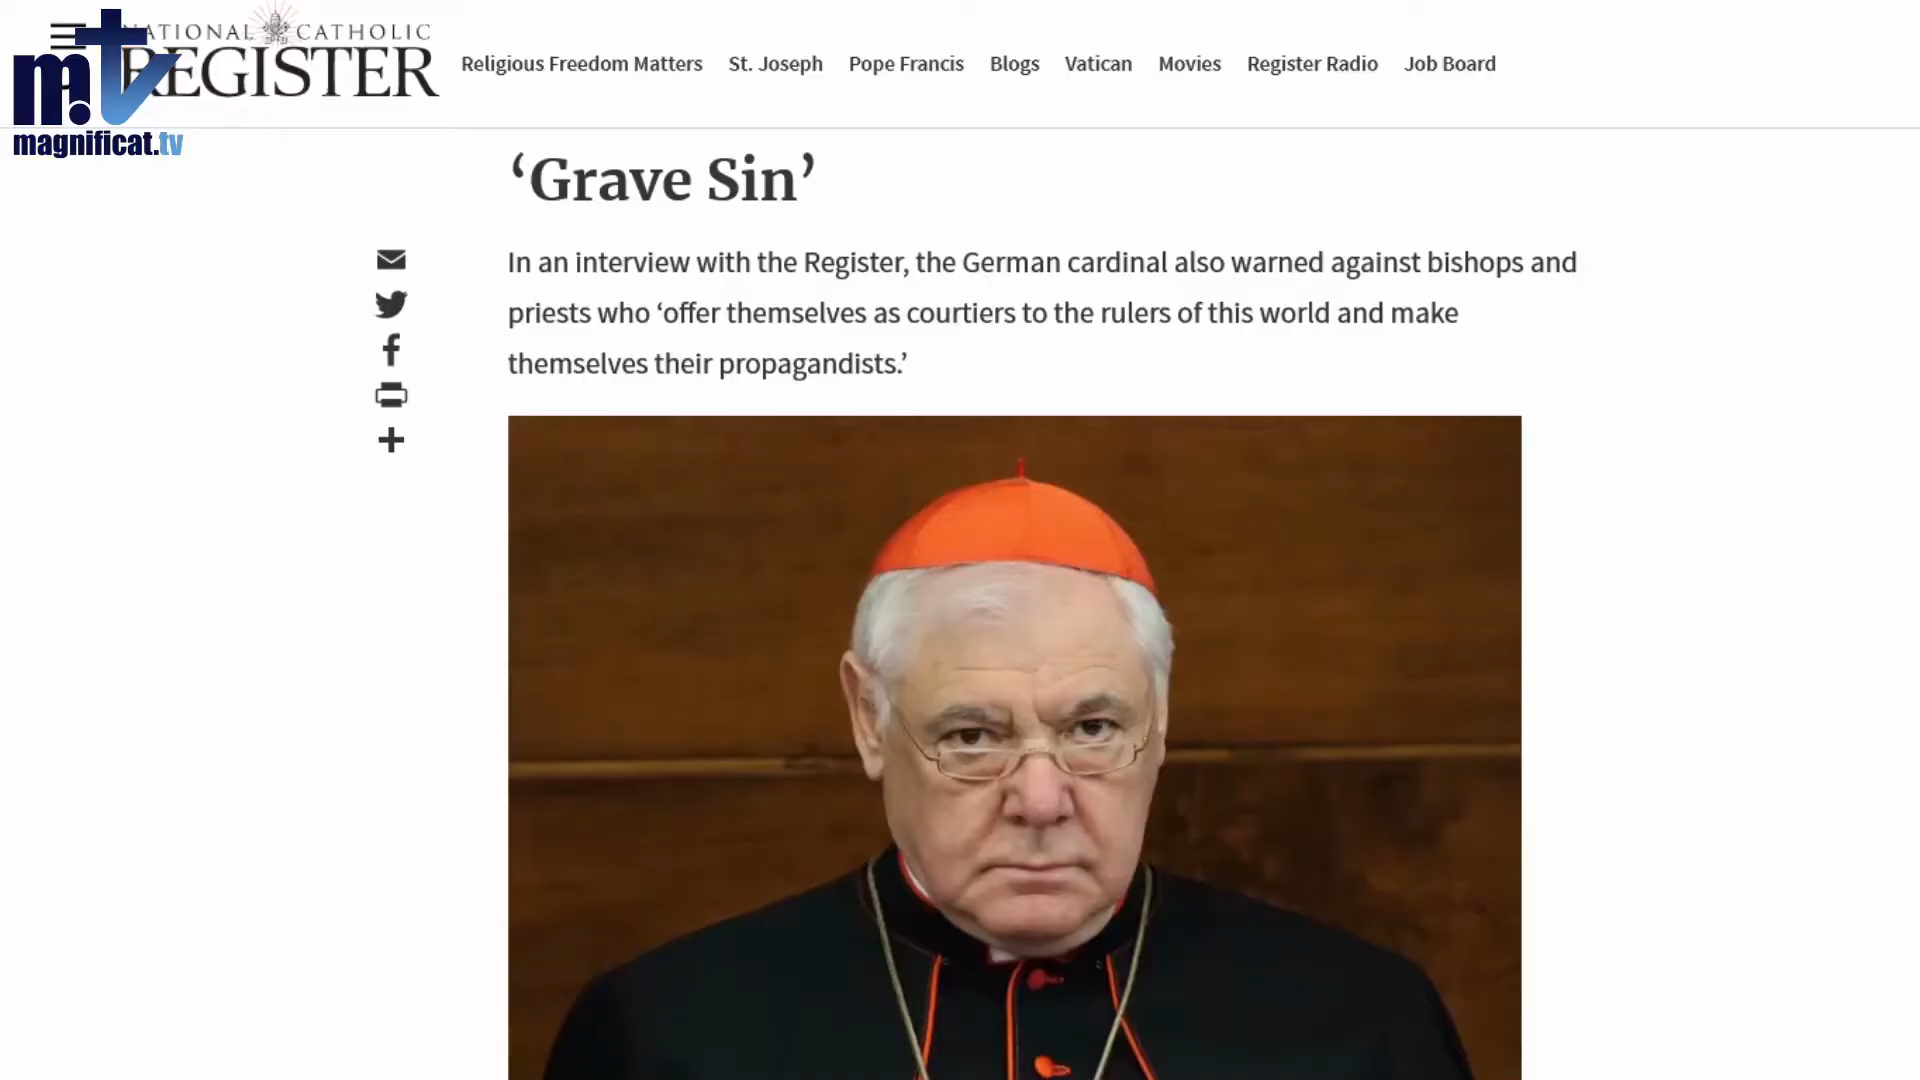 NATIONAL CATHOLIC
REGISTER
m.tv
magnificat.tv
Religious Freedom Matters St. Joseph Pope Francis Blogs Vatican Movies Register Radio Job Board
‘Grave Sin’
In an interview with the Register, the German cardinal also warned against bishops and
priests who ‘offer themselves as courtiers to the rulers of this world and make
themselves their propagandists.’